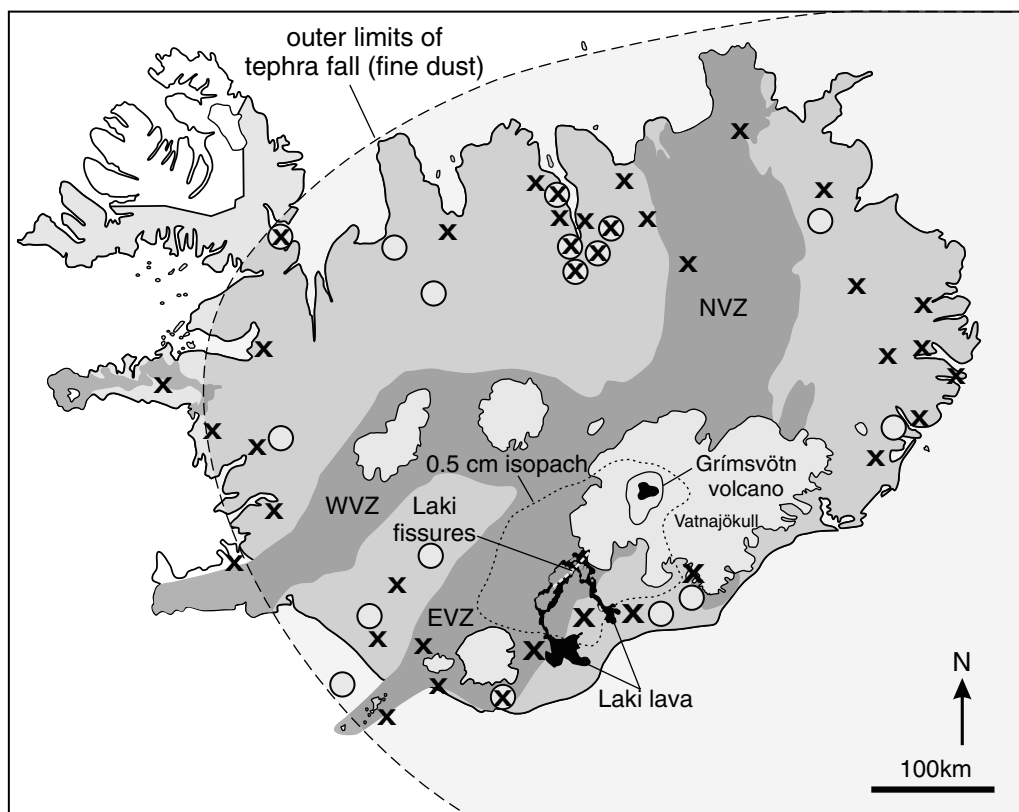 outer limits of
tephra fall (fine dust)
NVZ
0.5 cm isopach
Grímsvötn
volcano
WVZ
Laki
fissures
Vatnajökull
EVZ
Laki lava
N
100km